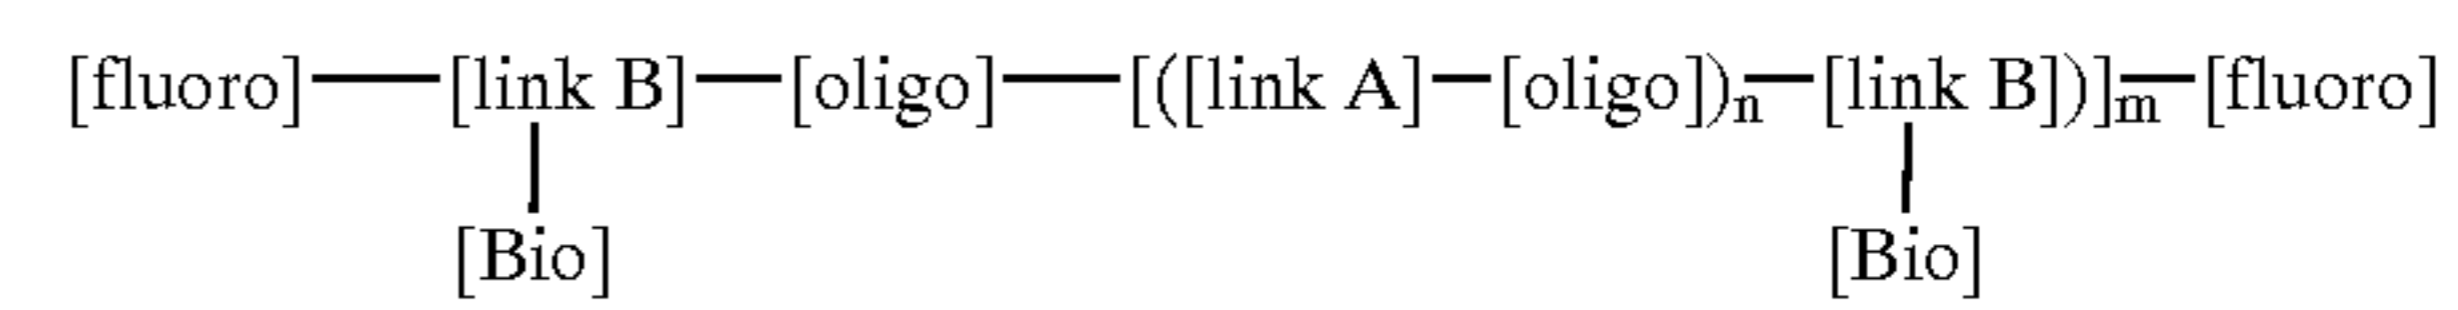 [fluoro]—[link B]—[oligo]—[([link A]—[oligo])n—[link B])]m—[fluoro]
[Bio] [Bio]